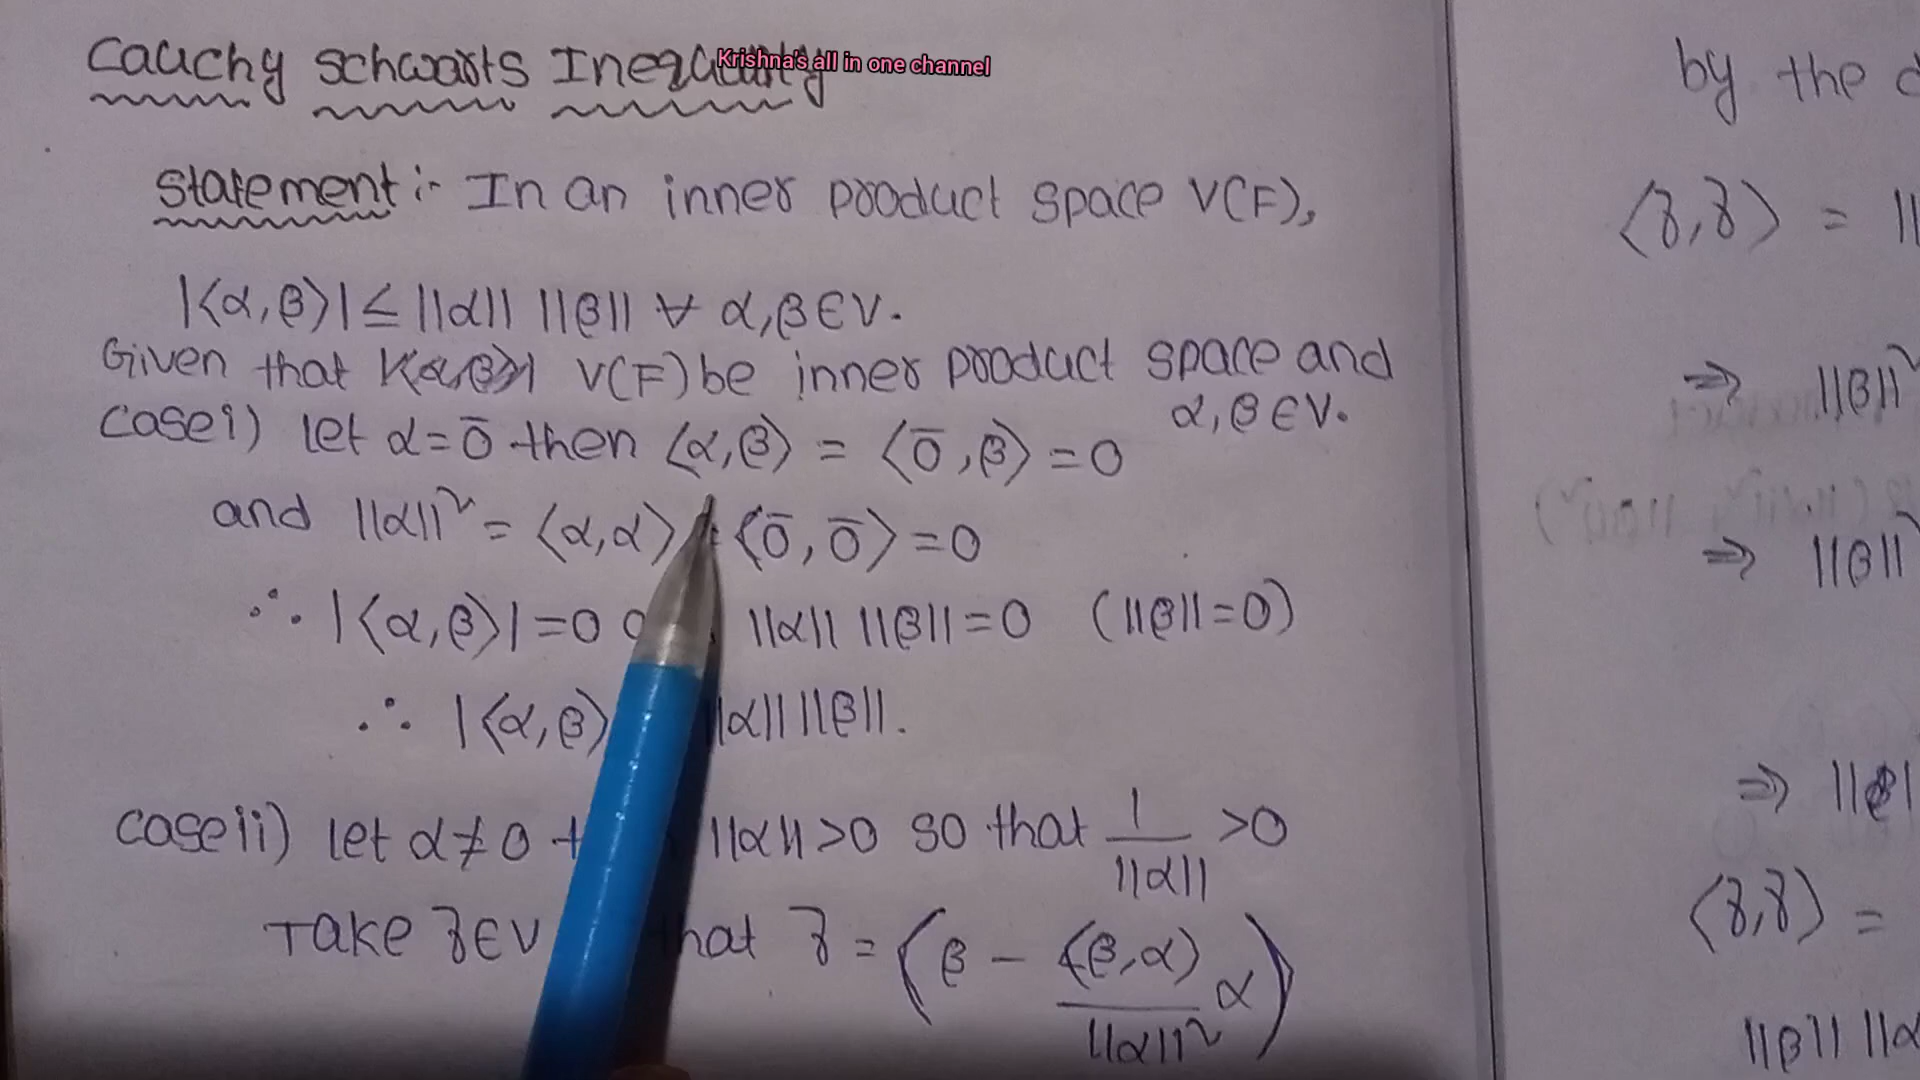 Cauchy Schwarts Inequality
Krishna's all in one channel
Statement :- In an inner product space V(F),
|⟨α,β⟩| ≤ ||α|| ||β|| ∀ α,β∈V.
Given that V(F) be inner product space and
α,β∈V.
Case i) Let α = 0̄ then ⟨α,β⟩ = ⟨0̄,β⟩ = 0
and ||α||² = ⟨α,α⟩ ⟨0̄,0̄⟩ = 0
∴ |⟨α,β⟩| = 0 ||α|| ||β|| = 0 (||β|| = 0)
∴ |⟨α,β⟩ ||α|| ||β||.
Case ii) Let α ≠ 0 ||α|| > 0 so that 1/||α|| > 0
Take γ∈V that γ = (β - ⟨β,α⟩/||α||² α)
by the
⟨γ,γ⟩ = ||
⇒ ||β||²
⇒ ||β||
⇒ ||
⟨γ,γ⟩ =
||β|| ||α